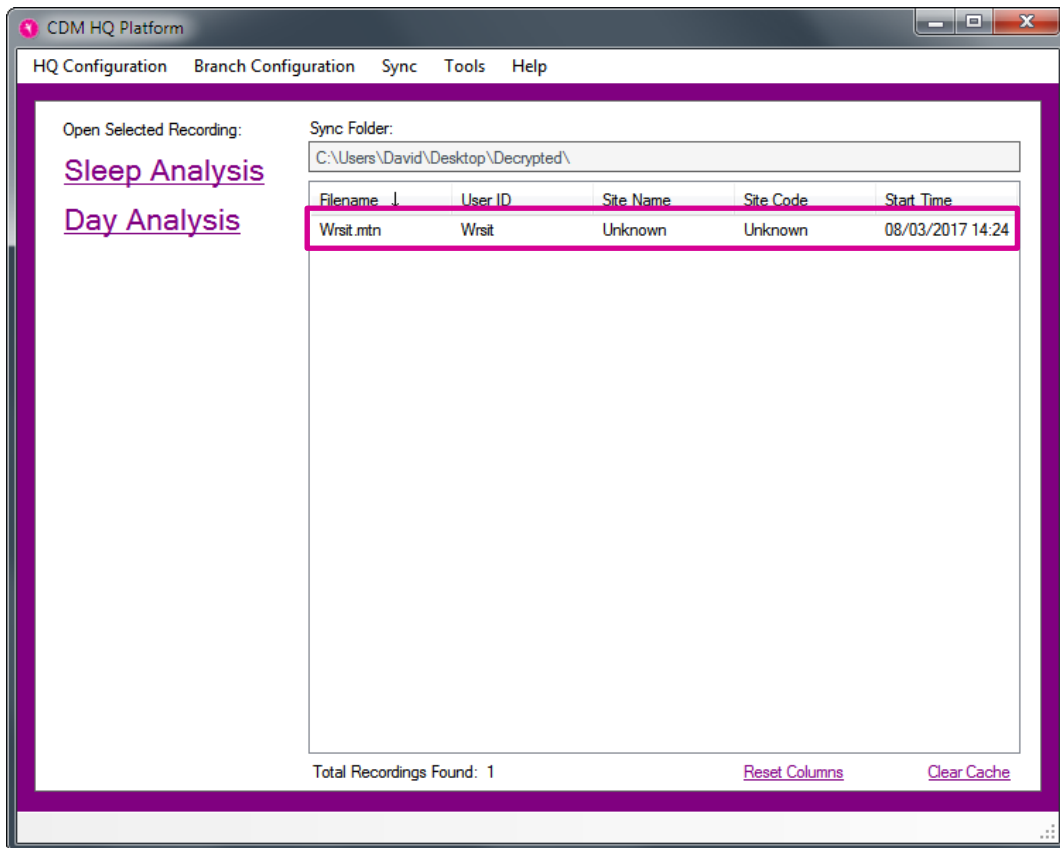 CDM HQ Platform
HQ Configuration Branch Configuration Sync Tools Help
Open Selected Recording:
Sleep Analysis
Day Analysis
Sync Folder:
C:\Users\David\Desktop\Decrypted\
Filename ↓ User ID Site Name Site Code Start Time
Wrsit.mtn Wrsit Unknown Unknown 08/03/2017 14:24
Total Recordings Found: 1 Reset Columns Clear Cache